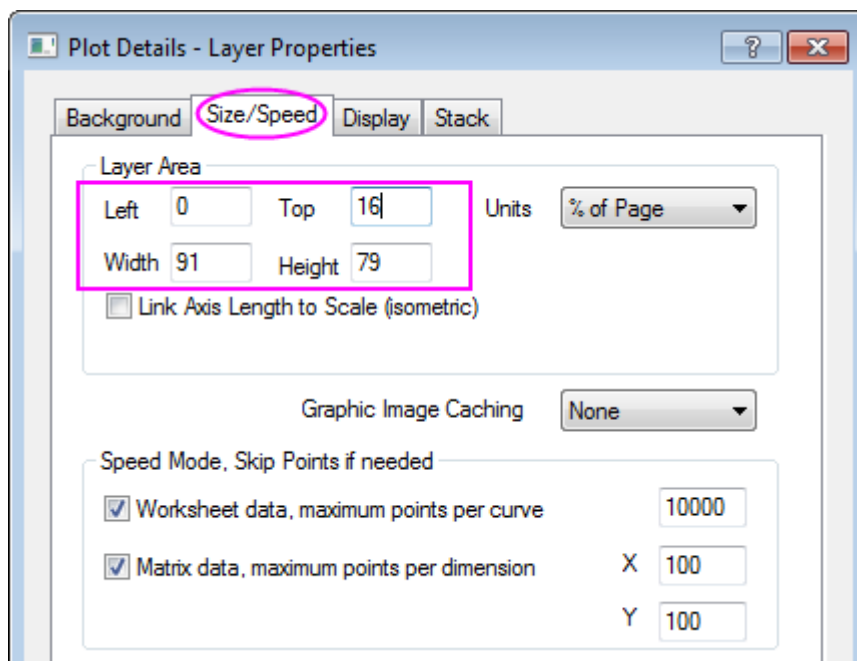 Plot Details - Layer Properties ?
Background Size/Speed Display Stack
Layer Area
Left 0 Top 16 Units % of Page
Width 91 Height 79
Link Axis Length to Scale (isometric)
Graphic Image Caching None
Speed Mode, Skip Points if needed
Worksheet data, maximum points per curve 10000
Matrix data, maximum points per dimension X 100
Y 100